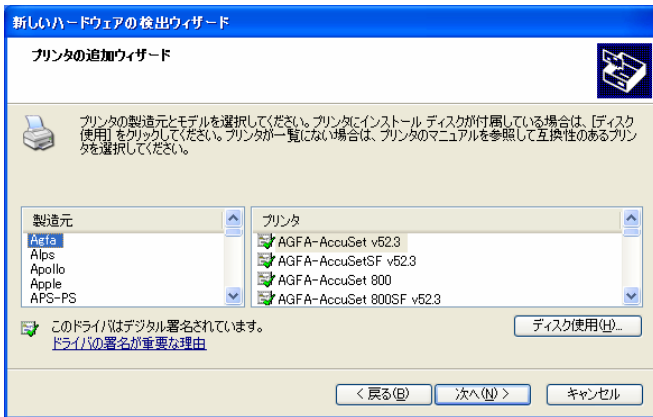 新しいハードウェアの検出ウィザード
プリンタの追加ウィザード
プリンタの製造元とモデルを選択してください。プリンタにインストール ディスクが付属している場合は、[ディスク
使用] をクリックしてください。プリンタが一覧にない場合は、プリンタのマニュアルを参照して互換性のあるプリン
タを選択してください。
製造元
Agfa
Alps
Apollo
Apple
APS-PS
プリンタ
AGFA-AccuSet v52.3
AGFA-AccuSetSF v52.3
AGFA-AccuSet 800
AGFA-AccuSet 800SF v52.3
このドライバはデジタル署名されています。
ドライバの署名が重要な理由
ディスク使用(H)...
< 戻る(B)
次へ(N) >
キャンセル